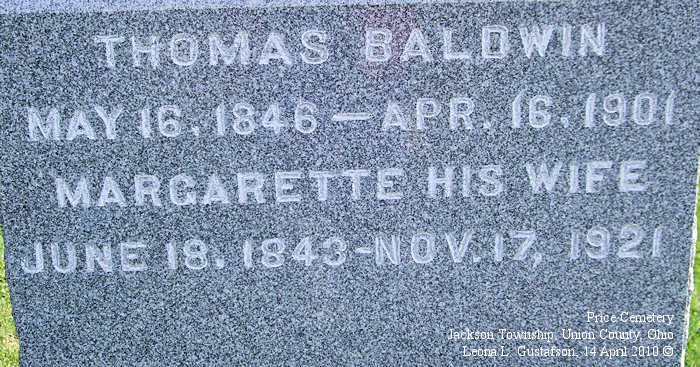 THOMAS BALDWIN
MAY 16. 1846 – APR. 16. 1901
MARGARETTE HIS WIFE
JUNE 18. 1843 - NOV. 17, 1921
Price Cemetery
Jackson Township, Union County, Ohio
Leona L. Gustafson, 14 April 2010 ©